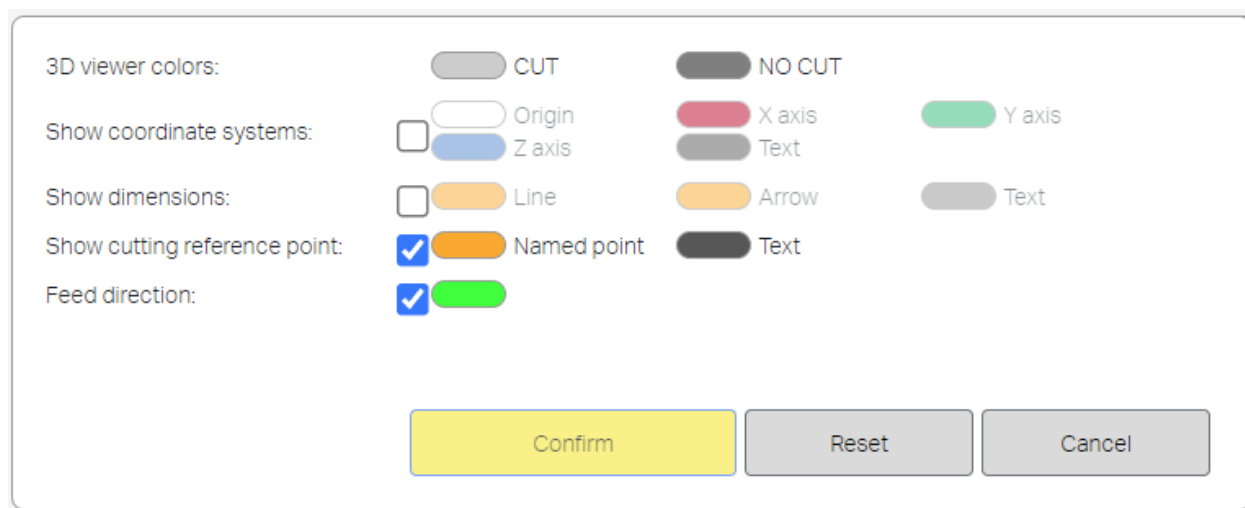 3D viewer colors: CUT NO CUT
Show coordinate systems: Origin X axis Y axis
Z axis Text
Show dimensions: Line Arrow Text
Show cutting reference point: Named point Text
Feed direction:
Confirm Reset Cancel